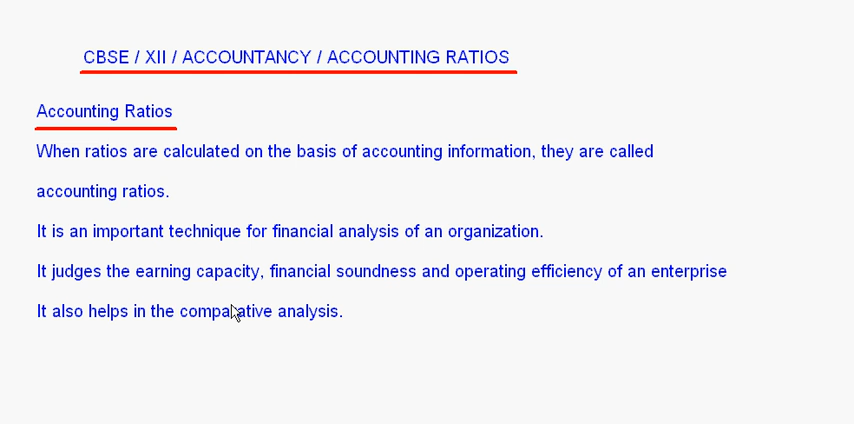 CBSE / XII / ACCOUNTANCY / ACCOUNTING RATIOS
Accounting Ratios
When ratios are calculated on the basis of accounting information, they are called
accounting ratios.
It is an important technique for financial analysis of an organization.
It judges the earning capacity, financial soundness and operating efficiency of an enterprise
It also helps in the comparative analysis.